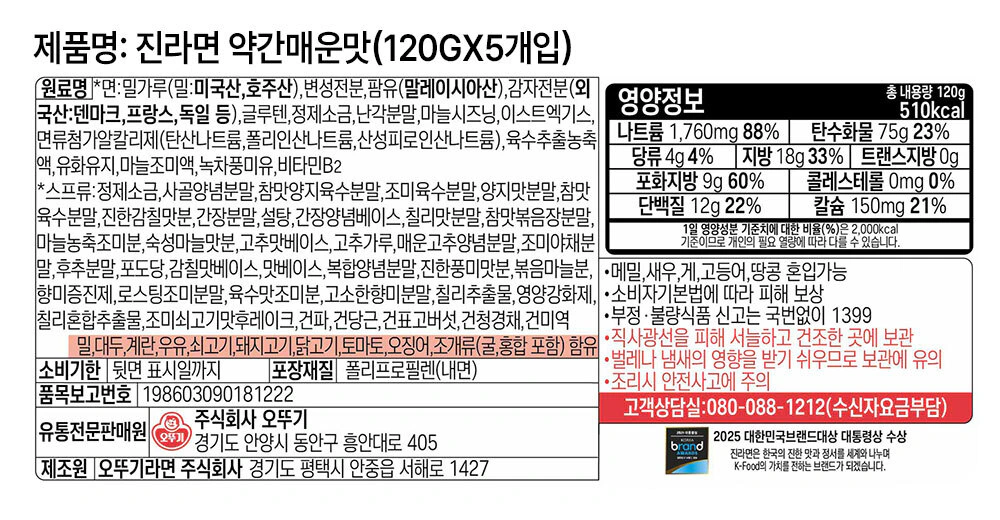 제품명: 진라면 약간매운맛(120GX5개입)
원료명 *면:밀가루(밀:미국산,호주산),변성전분,팜유(말레이시아산),감자전분(외
국산:덴마크,프랑스,독일 등),글루텐,정제소금,난각분말,마늘시즈닝,이스트엑기스,
면류첨가알칼리제(탄산나트륨,폴리인산나트륨,산성피로인산나트륨),육수추출농축
액,유화유지,마늘조미액,녹차풍미유,비타민B2
*스프류:정제소금,사골양념분말,참맛양지육수분말,조미육수분말,양지맛분말,참맛
육수분말,진한감칠맛분,간장분말,설탕,간장양념베이스,칠리맛분말,참맛볶음장분말,
마늘농축조미분,숙성마늘맛분,고추맛베이스,고추가루,매운고추양념분말,조미야채분
말,후추분말,포도당,감칠맛베이스,맛베이스,복합양념분말,진한풍미맛분,볶음마늘분,
향미증진제,로스팅조미분말,육수맛조미분,고소한향미분말,칠리추출물,영양강화제,
칠리혼합추출물,조미쇠고기맛후레이크,건파,건당근,건표고버섯,건청경채,건미역
밀,대두,계란,우유,쇠고기,돼지고기,닭고기,토마토,오징어,조개류(굴,홍합 포함) 함유
소비기한 뒷면 표시일까지 포장재질 폴리프로필렌(내면)
품목보고번호 198603090181222
유통전문판매원 오뚜기 주식회사 오뚜기
경기도 안양시 동안구 흥안대로 405
제조원 오뚜기라면 주식회사 경기도 평택시 안중읍 서해로 1427
영양정보 총 내용량 120g
510kcal
나트륨 1,760mg 88% 탄수화물 75g 23%
당류 4g 4% 지방 18g 33% 트랜스지방 0g
포화지방 9g 60% 콜레스테롤 0mg 0%
단백질 12g 22% 칼슘 150mg 21%
1일 영양성분 기준치에 대한 비율(%)은 2,000kcal
기준이므로 개인의 필요 열량에 따라 다를 수 있습니다.
•메밀,새우,게,고등어,땅콩 혼입가능
•소비자기본법에 따라 피해 보상
•부정·불량식품 신고는 국번없이 1399
•직사광선을 피해 서늘하고 건조한 곳에 보관
•벌레나 냄새의 영향을 받기 쉬우므로 보관에 유의
•조리시 안전사고에 주의
고객상담실:080-088-1212(수신자요금부담)
KOREA
brand
AWARDS
2025 대한민국브랜드대상 대통령상 수상
진라면은 한국의 진한 맛과 정서를 세계와 나누며
K-Food의 가치를 전하는 브랜드가 되겠습니다.